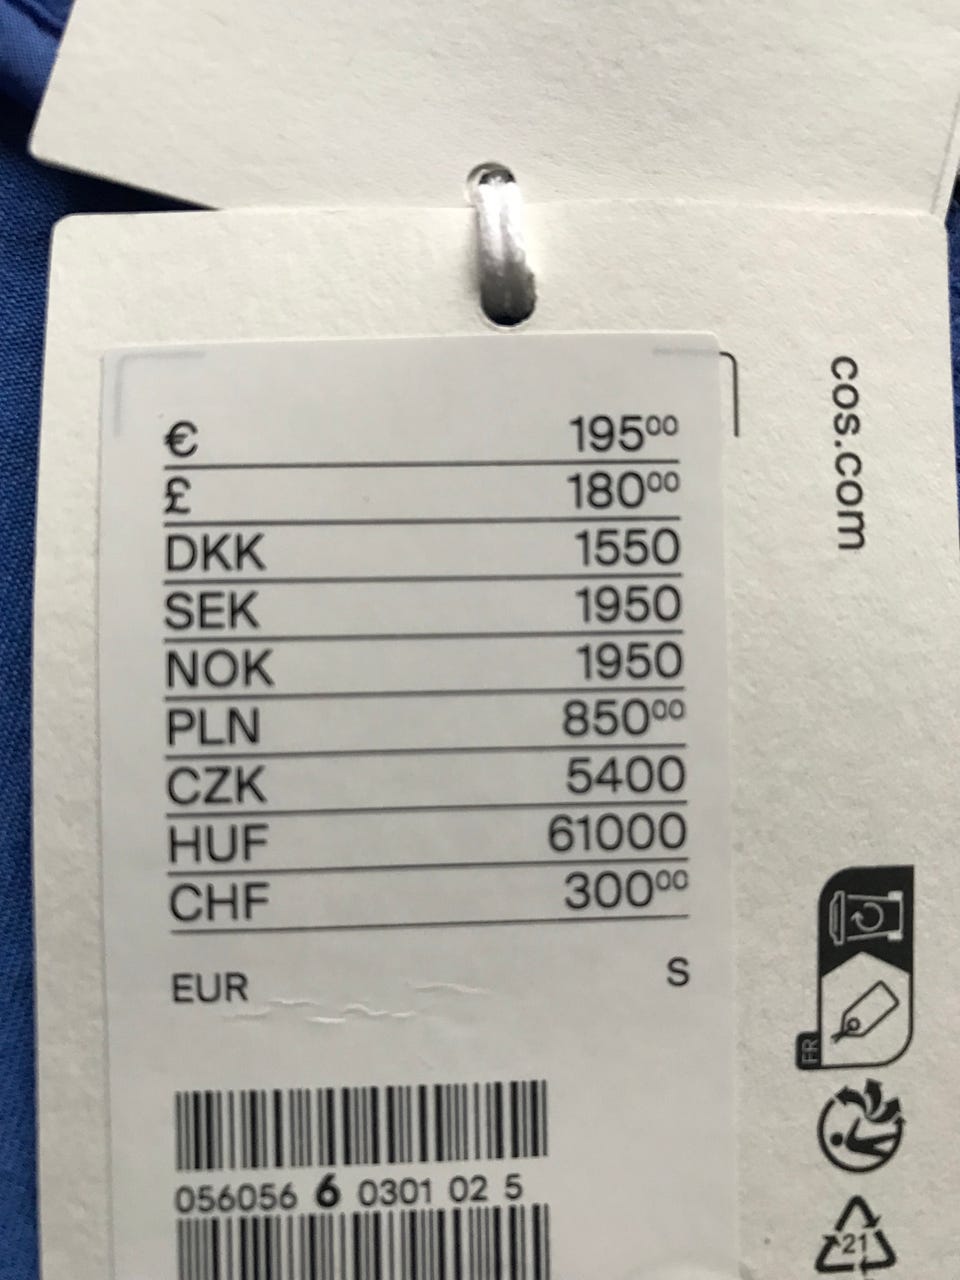 € 195⁰⁰
£ 180⁰⁰
DKK 1550
SEK 1950
NOK 1950
PLN 850⁰⁰
CZK 5400
HUF 61000
CHF 300⁰⁰
EUR S
056056 6 0301 02 5
cos.com
FR
21